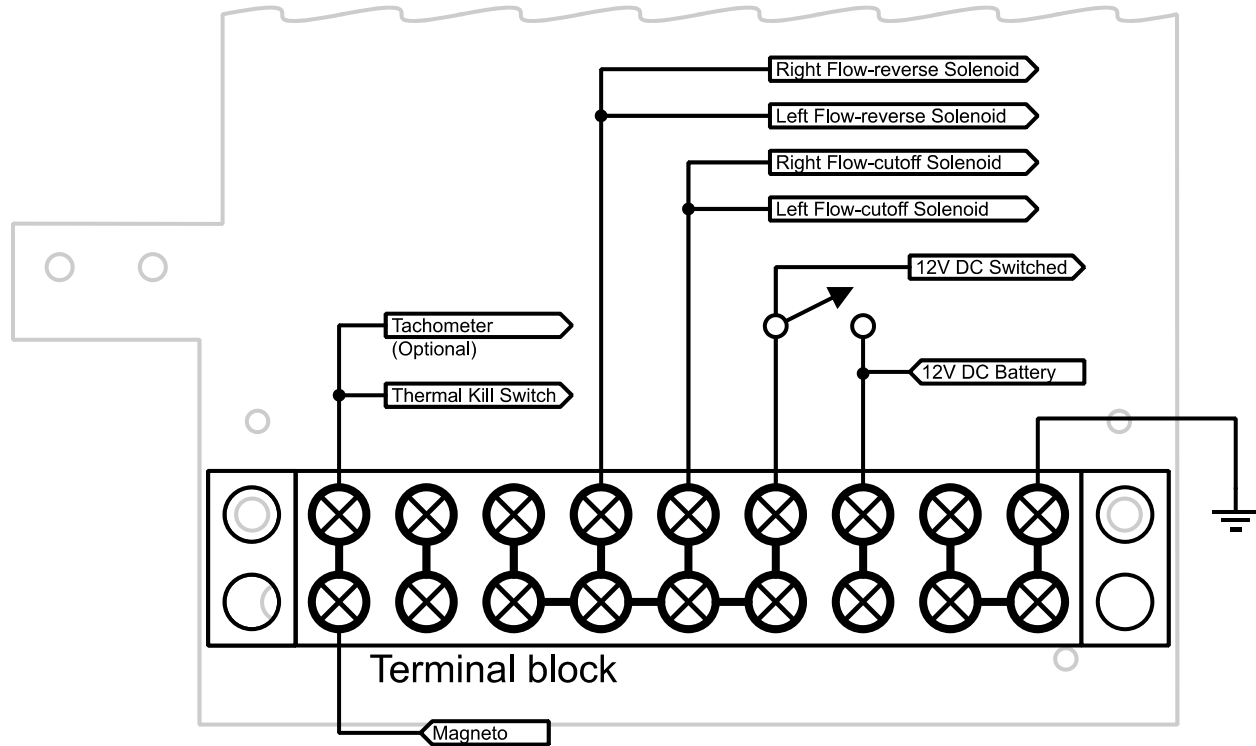 Right Flow-reverse Solenoid
Left Flow-reverse Solenoid
Right Flow-cutoff Solenoid
Left Flow-cutoff Solenoid
12V DC Switched
Tachometer
(Optional)
12V DC Battery
Thermal Kill Switch
Terminal block
Magneto